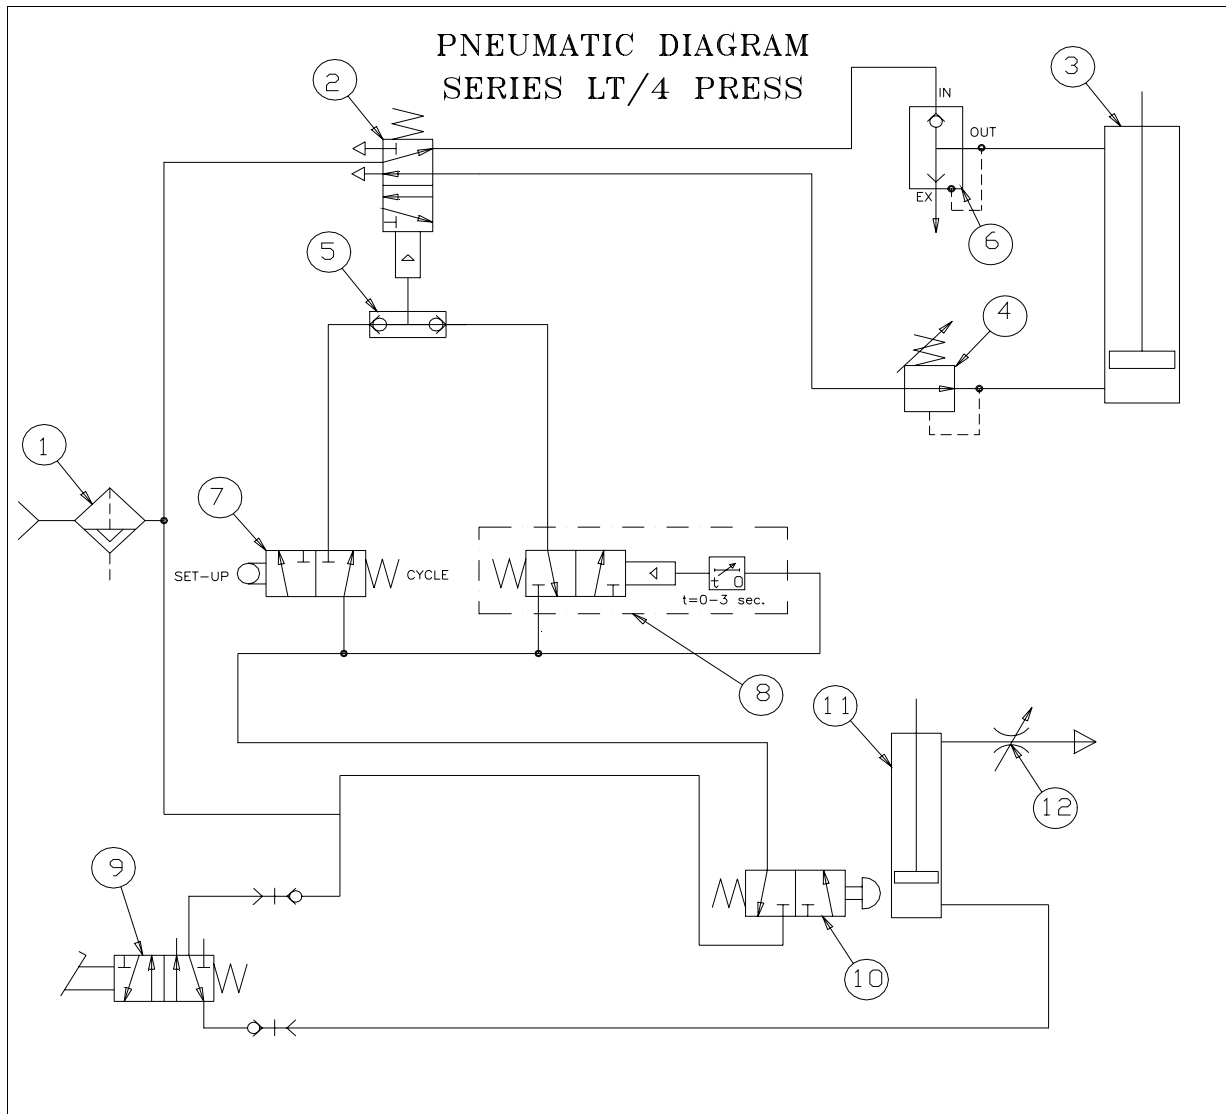 PNEUMATIC DIAGRAM
SERIES LT/4 PRESS
2
3
IN
OUT
EX
6
5
4
1
7
SET-UP
CYCLE
t O
t=0-3 sec.
8
11
12
9
10